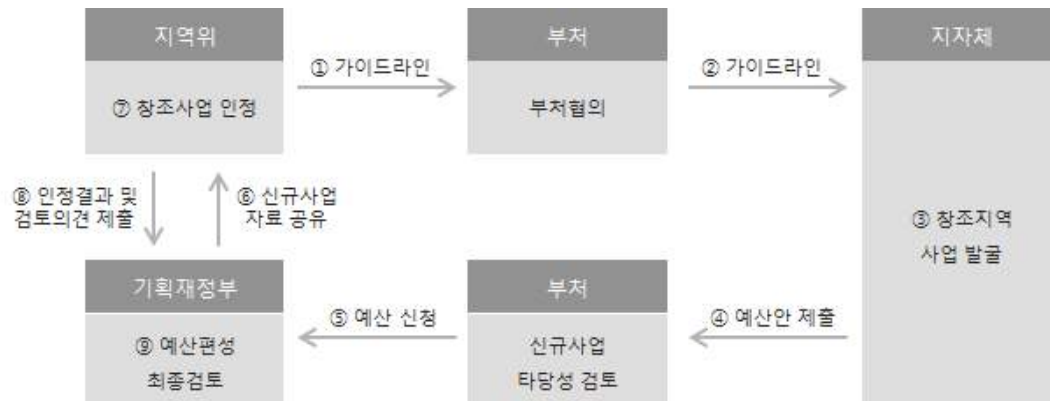 지역위
부처
지자체
① 가이드라인
② 가이드라인
⑦ 창조사업 인정
부처협의
⑧ 인정결과 및
검토의견 제출
⑥ 신규사업
자료 공유
③ 창조지역
사업 발굴
기획재정부
부처
⑤ 예산 신청
④ 예산안 제출
⑨ 예산편성
최종검토
신규사업
타당성 검토